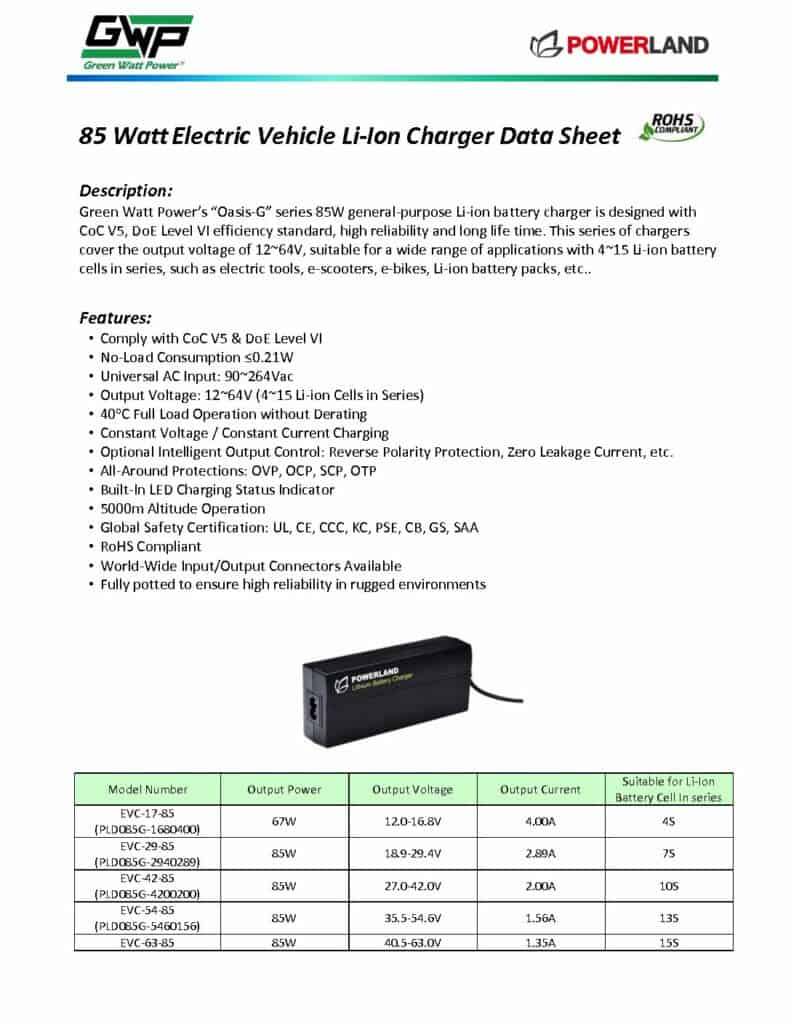 GWP
Green Watt Power™
POWERLAND
85 Watt Electric Vehicle Li-Ion Charger Data Sheet
ROHS
COMPLIANT
Description:
Green Watt Power's "Oasis-G" series 85W general-purpose Li-ion battery charger is designed with
CoC V5, DoE Level VI efficiency standard, high reliability and long life time. This series of chargers
cover the output voltage of 12~64V, suitable for a wide range of applications with 4~15 Li-ion battery
cells in series, such as electric tools, e-scooters, e-bikes, Li-ion battery packs, etc..
Features:
• Comply with CoC V5 & DoE Level VI
• No-Load Consumption ≤0.21W
• Universal AC Input: 90~264Vac
• Output Voltage: 12~64V (4~15 Li-ion Cells in Series)
• 40°C Full Load Operation without Derating
• Constant Voltage / Constant Current Charging
• Optional Intelligent Output Control: Reverse Polarity Protection, Zero Leakage Current, etc.
• All-Around Protections: OVP, OCP, SCP, OTP
• Built-In LED Charging Status Indicator
• 5000m Altitude Operation
• Global Safety Certification: UL, CE, CCC, KC, PSE, CB, GS, SAA
• RoHS Compliant
• World-Wide Input/Output Connectors Available
• Fully potted to ensure high reliability in rugged environments
POWERLAND
Lithium Battery Charger
Model Number Output Power Output Voltage Output Current Suitable for Li-Ion
Battery Cell In series
EVC-17-85
(PLD085G-1680400) 67W 12.0-16.8V 4.00A 4S
EVC-29-85
(PLD085G-2940289) 85W 18.9-29.4V 2.89A 7S
EVC-42-85
(PLD085G-4200200) 85W 27.0-42.0V 2.00A 10S
EVC-54-85
(PLD085G-5460156) 85W 35.5-54.6V 1.56A 13S
EVC-63-85 85W 40.5-63.0V 1.35A 15S